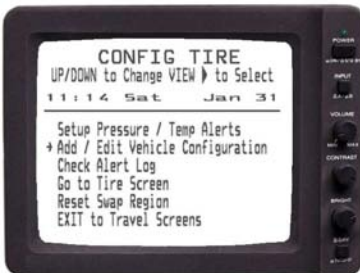 CONFIG TIRE
UP/DOWN to Change VIEW ▶ to Select
11:14 Sat Jan 31
Setup Pressure / Temp Alerts
→ Add / Edit Vehicle Configuration
Check Alert Log
Go to Tire Screen
Reset Swap Region
EXIT to Travel Screens
POWER
INPUT
VOLUME
CONTRAST
BRIGHT